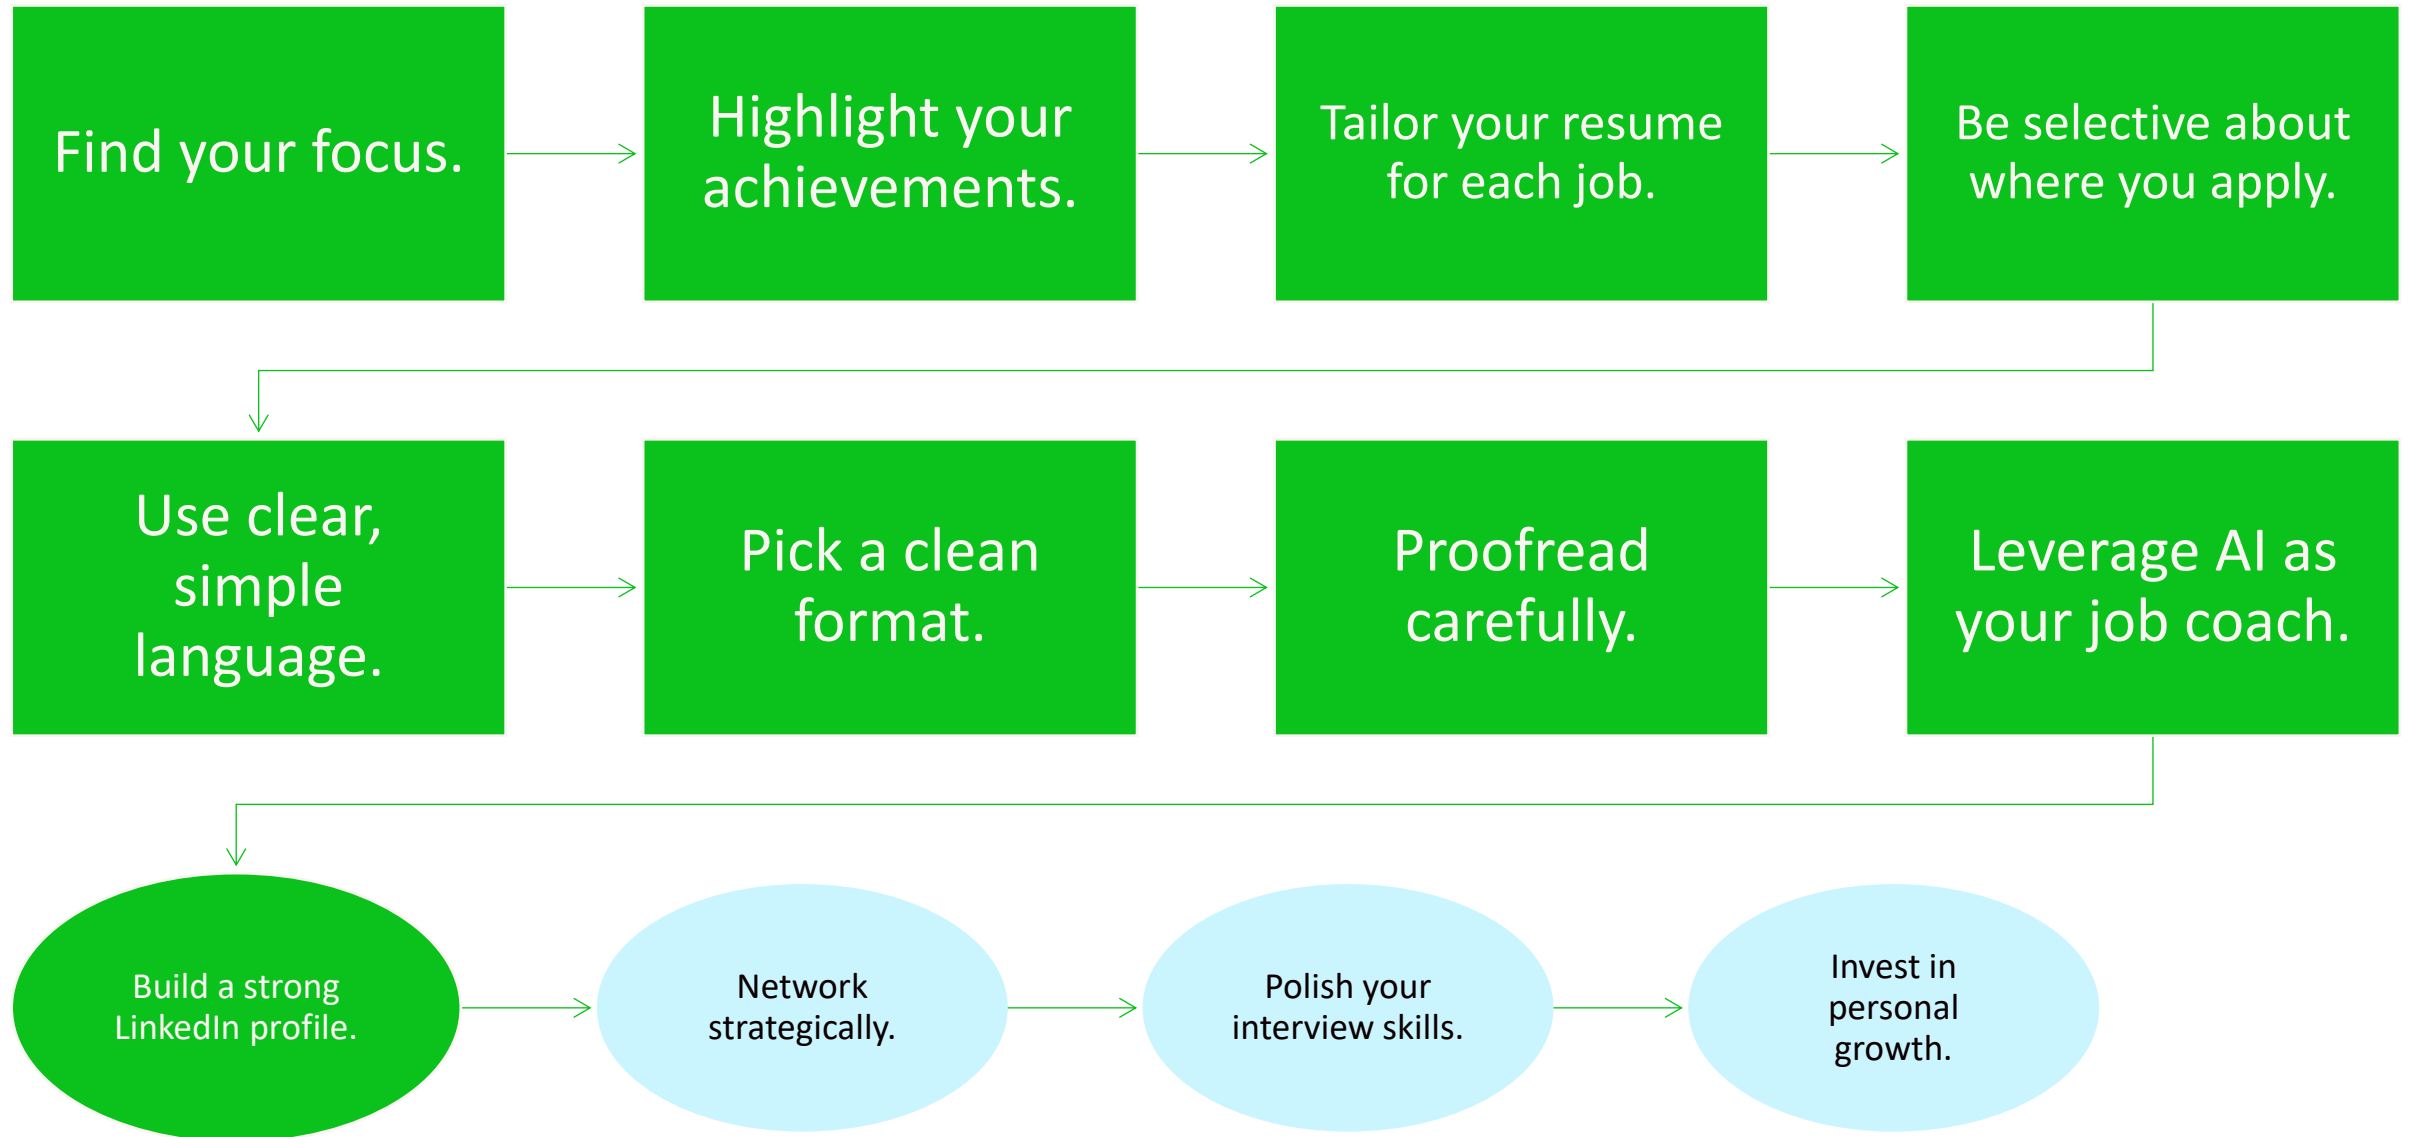 Find your focus.
Highlight your
achievements.
Tailor your resume
for each job.
Be selective about
where you apply.
Use clear,
simple
language.
Pick a clean
format.
Proofread
carefully.
Leverage AI as
your job coach.
Build a strong
LinkedIn profile.
Network
strategically.
Polish your
interview skills.
Invest in
personal
growth.